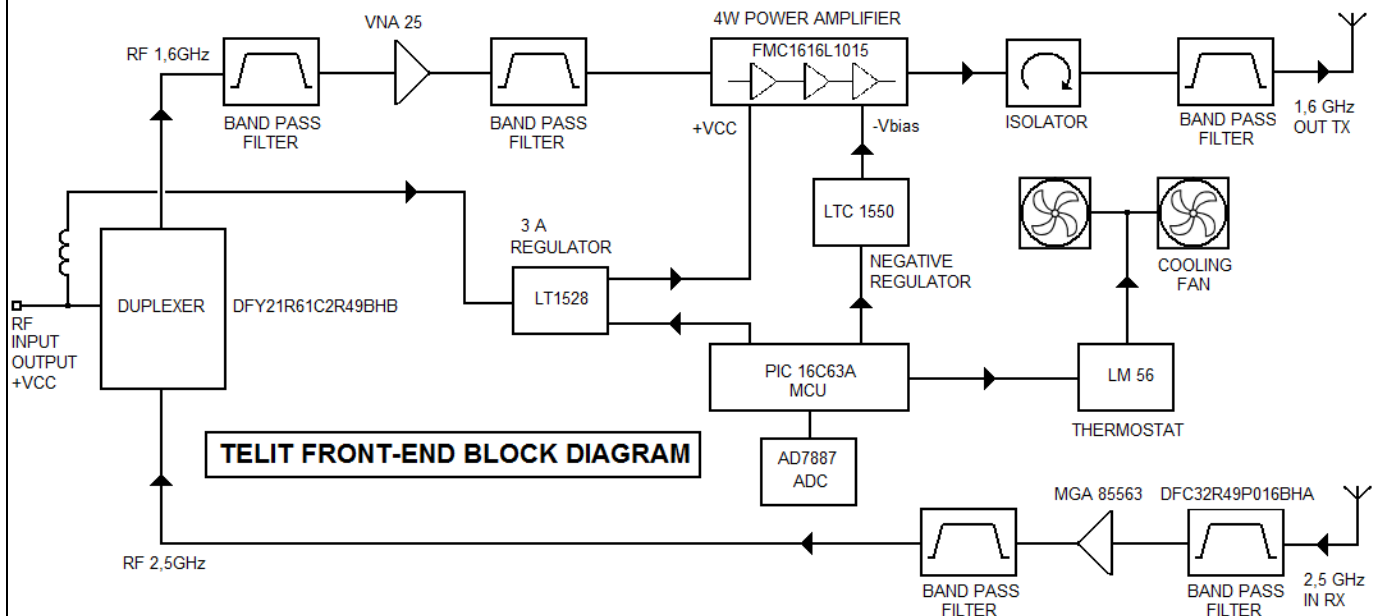 VNA 25
4W POWER AMPLIFIER
RF 1,6GHz
FMC1616L1015
BAND PASS
FILTER
BAND PASS
FILTER
+VCC
-Vbias
ISOLATOR
BAND PASS
FILTER
1,6 GHz
OUT TX
LTC 1550
3 A
REGULATOR
NEGATIVE
REGULATOR
COOLING
FAN
DUPLEXER
DFY21R61C2R49BHB
LT1528
RF
INPUT
OUTPUT
+VCC
PIC 16C63A
MCU
LM 56
THERMOSTAT
TELIT FRONT-END BLOCK DIAGRAM
AD7887
ADC
MGA 85563
DFC32R49P016BHA
RF 2,5GHz
BAND PASS
FILTER
BAND PASS
FILTER
2,5 GHz
IN RX